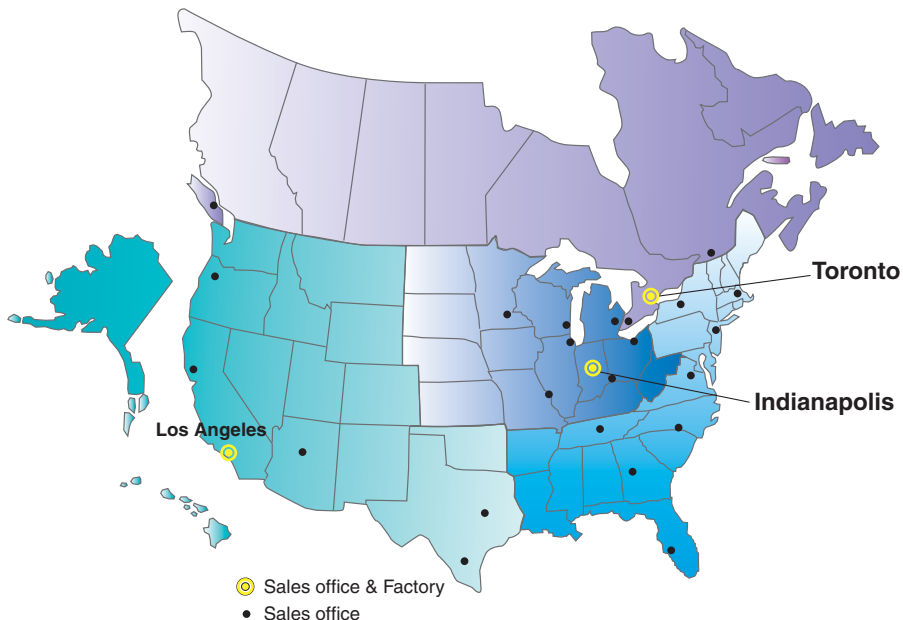 Toronto
Indianapolis
Los Angeles
Sales office & Factory
Sales office